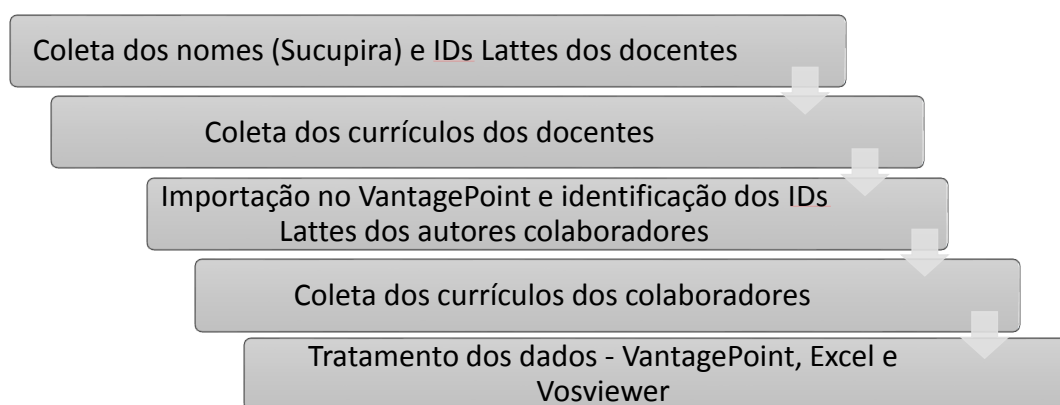 Coleta dos nomes (Sucupira) e IDs Lattes dos docentes
Coleta dos currículos dos docentes
Importação no VantagePoint e identificação dos IDs
Lattes dos autores colaboradores
Coleta dos currículos dos colaboradores
Tratamento dos dados - VantagePoint, Excel e
Vosviewer